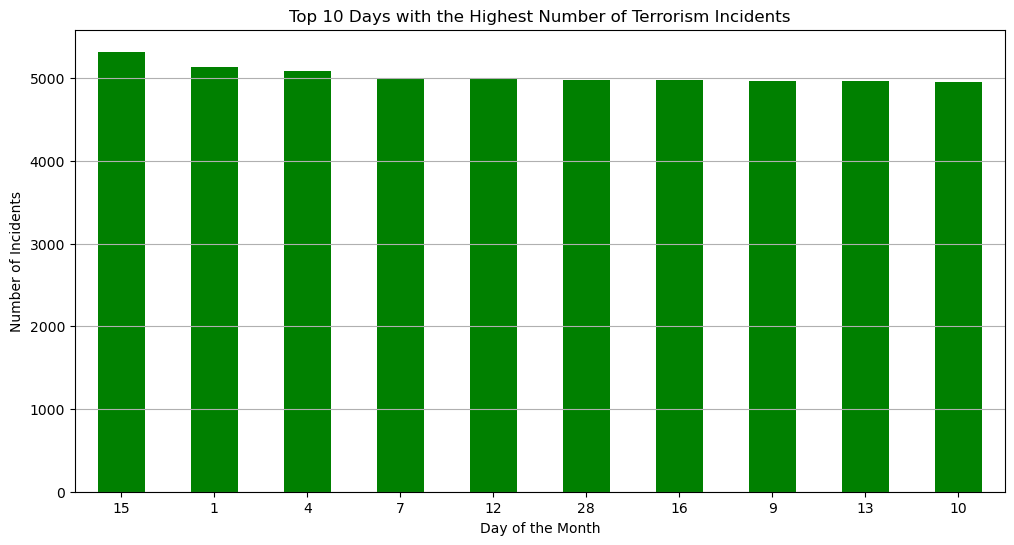 Top 10 Days with the Highest Number of Terrorism Incidents
Number of Incidents
5000
4000
3000
2000
1000
0
15 1 4 7 12 28 16 9 13 10
Day of the Month